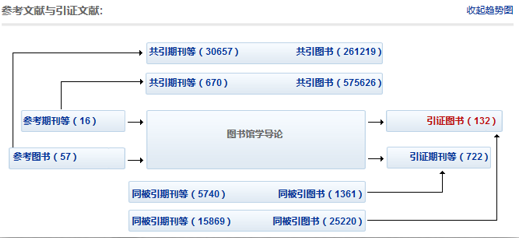 参考文献与引证文献： 收起趋势图
共引期刊等（30657） 共引图书（261219）
共引期刊等（670） 共引图书（575626）
参考期刊等（16）
图书馆学导论
引证图书（132）
参考图书（57）
引证期刊等（722）
同被引期刊等（5740） 同被引图书（1361）
同被引期刊等（15869） 同被引图书（25220）